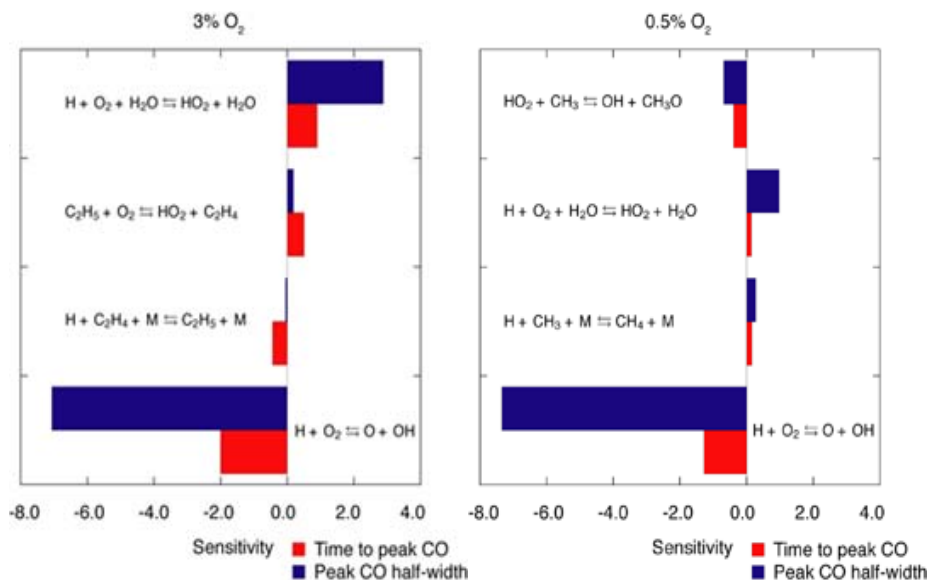 3% O₂
H + O₂ + H₂O ⇆ HO₂ + H₂O
C₂H₅ + O₂ ⇆ HO₂ + C₂H₄
H + C₂H₄ + M ⇆ C₂H₅ + M
H + O₂ ⇆ O + OH
-8.0 -6.0 -4.0 -2.0 0.0 2.0 4.0
Sensitivity
Time to peak CO
Peak CO half-width
0.5% O₂
HO₂ + CH₃ ⇆ OH + CH₃O
H + O₂ + H₂O ⇆ HO₂ + H₂O
H + CH₃ + M ⇆ CH₄ + M
H + O₂ ⇆ O + OH
-8.0 -6.0 -4.0 -2.0 0.0 2.0 4.0
Sensitivity
Time to peak CO
Peak CO half-width